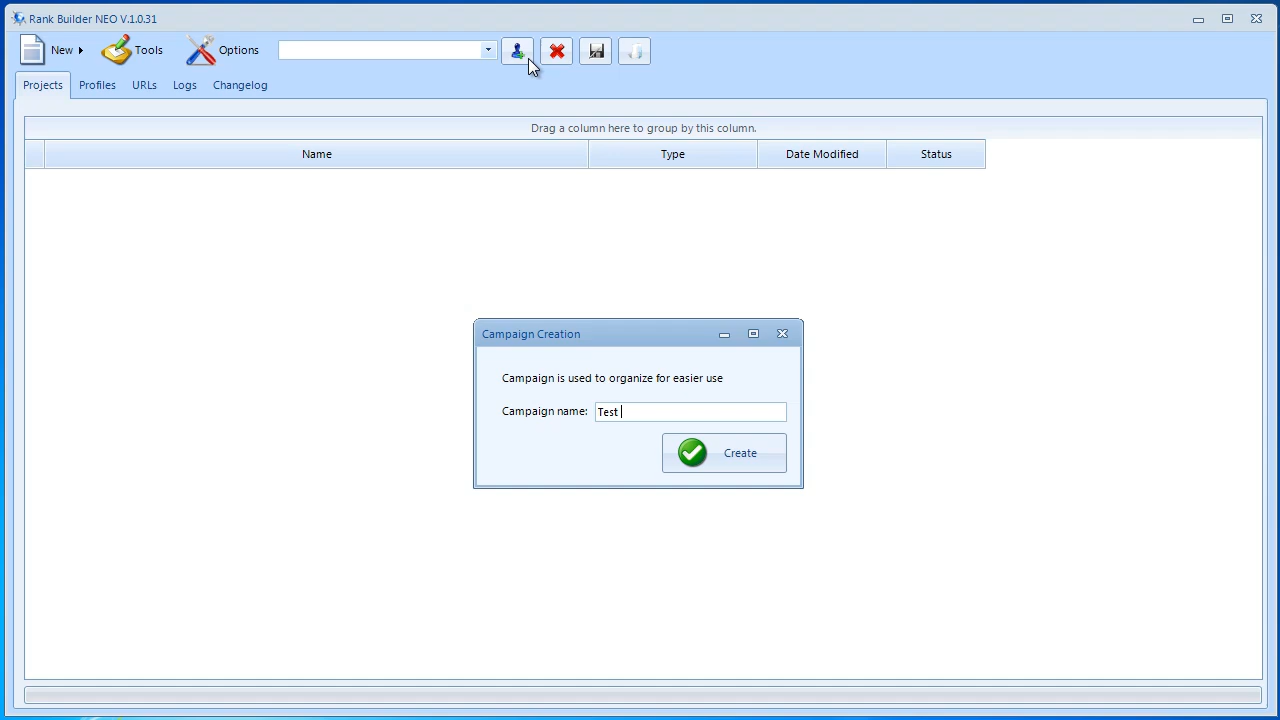 Rank Builder NEO V.1.0.31
New Tools Options
Projects Profiles URLs Logs Changelog
Drag a column here to group by this column.
Name Type Date Modified Status
Campaign Creation
Campaign is used to organize for easier use
Campaign name: Test
Create